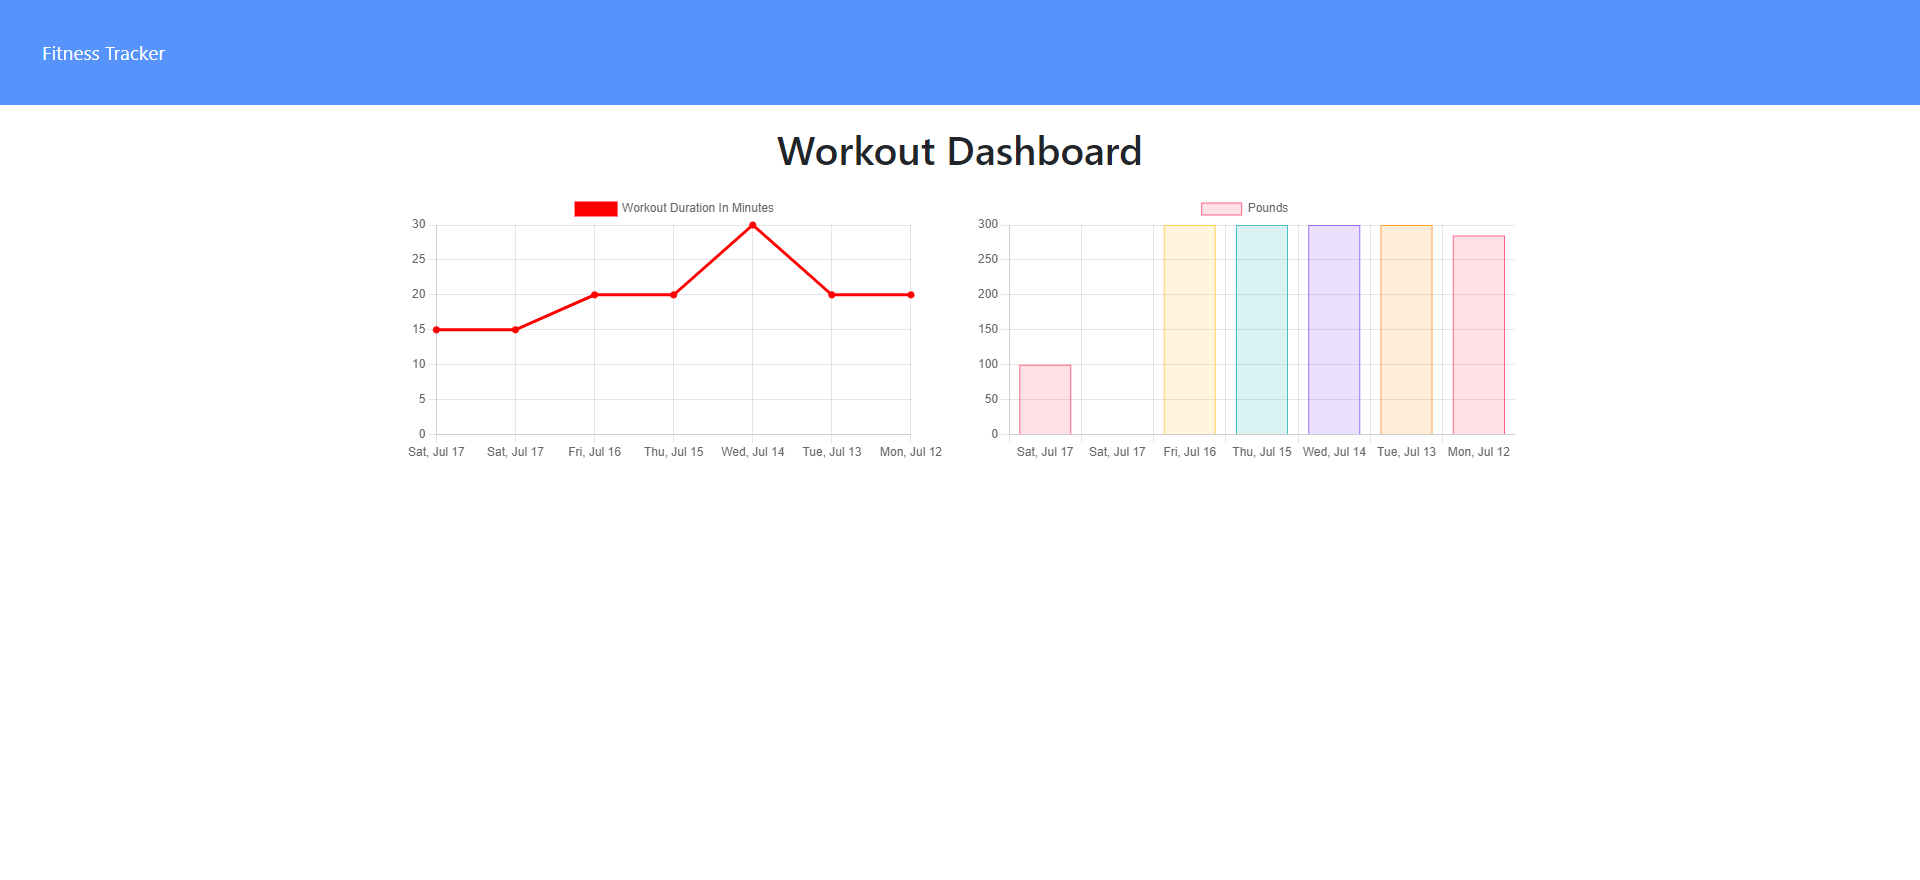 Fitness Tracker
Workout Dashboard
Workout Duration In Minutes
30
25
20
15
10
5
0
Sat, Jul 17 Sat, Jul 17 Fri, Jul 16 Thu, Jul 15 Wed, Jul 14 Tue, Jul 13 Mon, Jul 12
Pounds
300
250
200
150
100
50
0
Sat, Jul 17 Sat, Jul 17 Fri, Jul 16 Thu, Jul 15 Wed, Jul 14 Tue, Jul 13 Mon, Jul 12